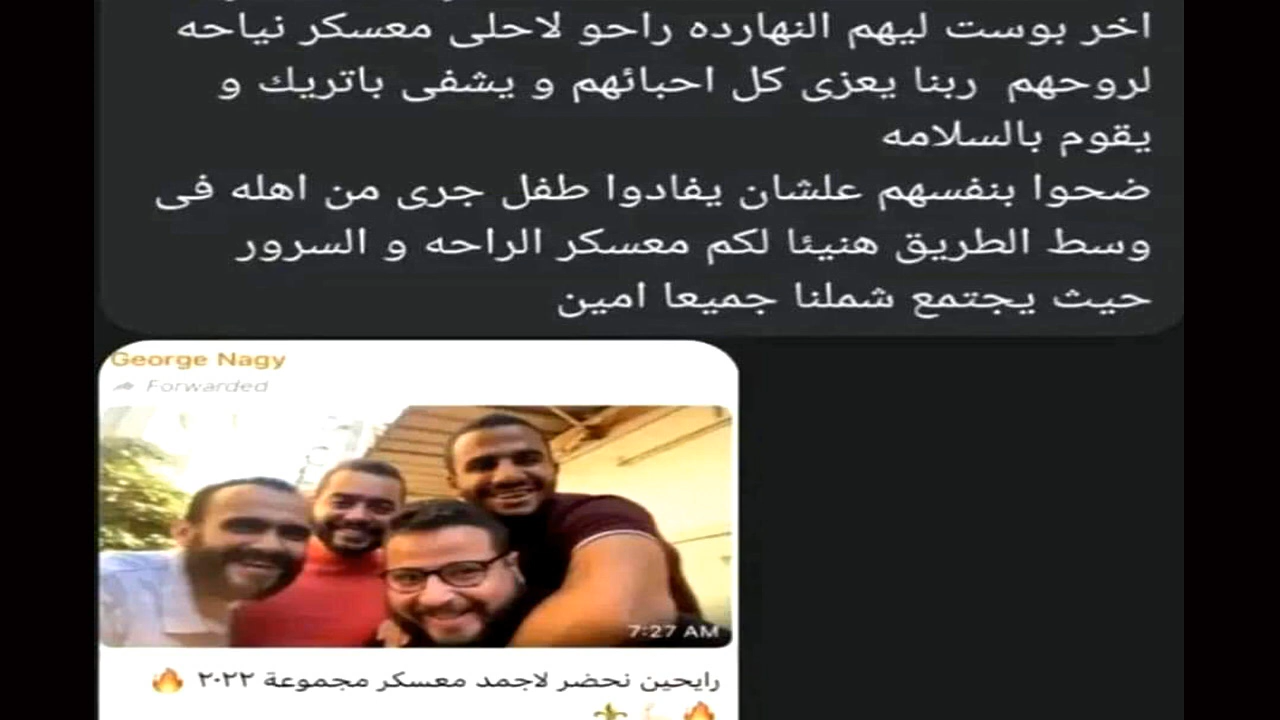 اخر بوست ليهم النهارده راحو لاحلى معسكر نياحه
لروحهم ربنا يعزى كل احبائهم و يشفى باتريك و
يقوم بالسلامه
ضحوا بنفسهم علشان يفادوا طفل جرى من اهله فى
وسط الطريق هنيئا لكم معسكر الراحه و السرور
حيث يجتمع شملنا جميعا امين
George Nagy
Forwarded
7:27 AM
رايحين نحضر لاجمد معسكر مجموعة ٢٠٢٢ 🔥
🔥 💪🏻 ⚜️